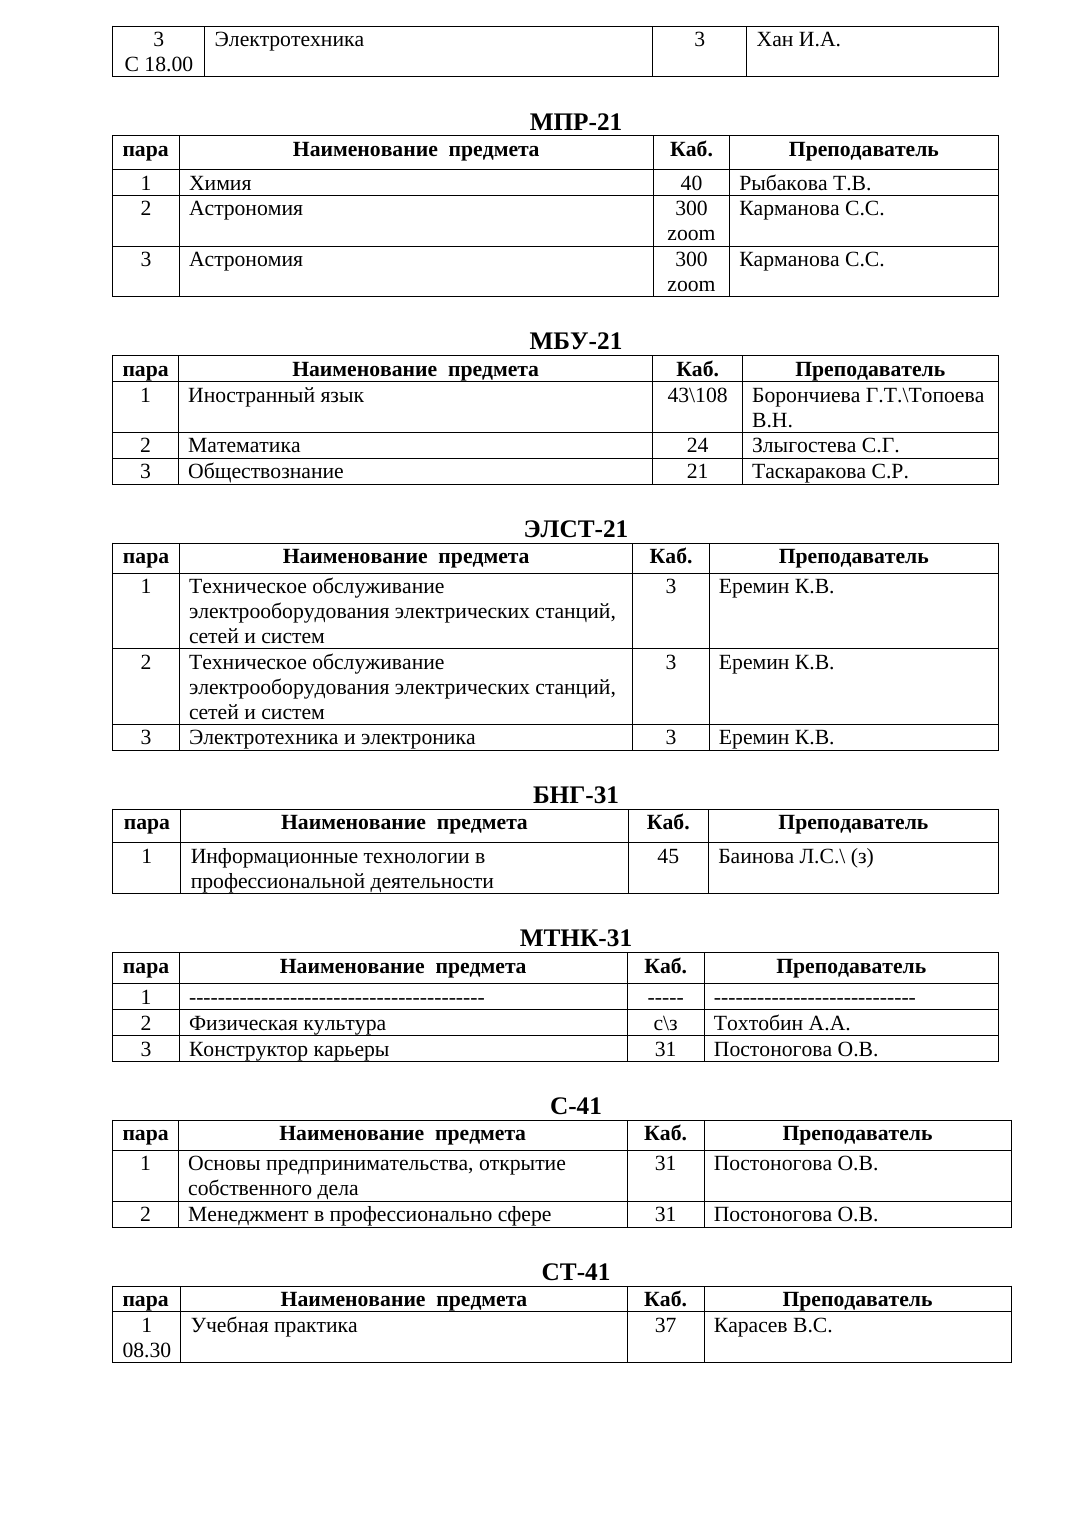 3 Электротехника 3 Хан И.А.
С 18.00
МПР-21
пара Наименование предмета Каб. Преподаватель
1 Химия 40 Рыбакова Т.В.
2 Астрономия 300 Карманова С.С.
zoom
3 Астрономия 300 Карманова С.С.
zoom
МБУ-21
пара Наименование предмета Каб. Преподаватель
1 Иностранный язык 43\108 Борончиева Г.Т.\Топоева
В.Н.
2 Математика 24 Злыгостева С.Г.
3 Обществознание 21 Таскаракова С.Р.
ЭЛСТ-21
пара Наименование предмета Каб. Преподаватель
1 Техническое обслуживание 3 Еремин К.В.
электрооборудования электрических станций,
сетей и систем
2 Техническое обслуживание 3 Еремин К.В.
электрооборудования электрических станций,
сетей и систем
3 Электротехника и электроника 3 Еремин К.В.
БНГ-31
пара Наименование предмета Каб. Преподаватель
1 Информационные технологии в 45 Баинова Л.С.\ (з)
профессиональной деятельности
МТНК-31
пара Наименование предмета Каб. Преподаватель
1 ----------------------------------------- ----- ----------------------------
2 Физическая культура с\з Тохтобин А.А.
3 Конструктор карьеры 31 Постоногова О.В.
С-41
пара Наименование предмета Каб. Преподаватель
1 Основы предпринимательства, открытие 31 Постоногова О.В.
собственного дела
2 Менеджмент в профессионально сфере 31 Постоногова О.В.
СТ-41
пара Наименование предмета Каб. Преподаватель
1 Учебная практика 37 Карасев В.С.
08.30